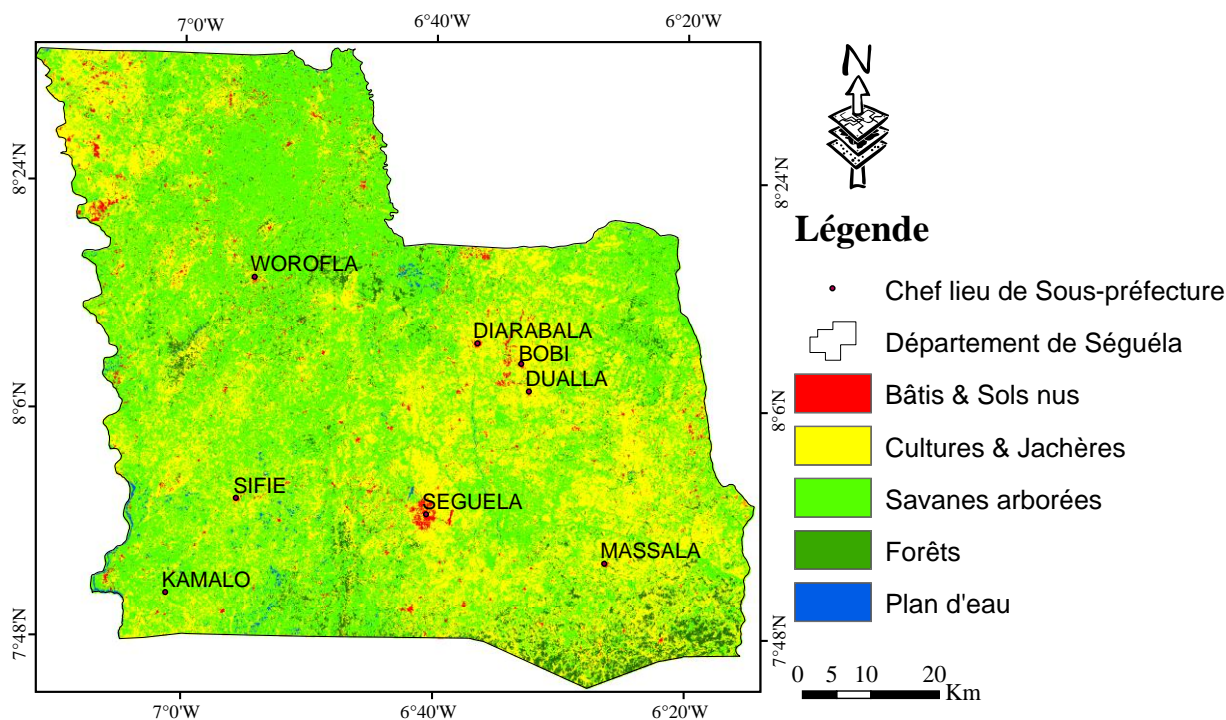 7°0'W 6°40'W 6°20'W
N
8°24'N 8°24'N
Légende
WOROFLA
Chef lieu de Sous-préfecture
DIARABALA
Département de Séguéla
BOBI
DUALLA
Bâtis & Sols nus
8°6'N 8°6'N
Cultures & Jachères
SIFIE
SEGUELA
Savanes arborées
MASSALA
Forêts
KAMALO
Plan d'eau
7°48'N 7°48'N
0 5 10 20
Km
7°0'W 6°40'W 6°20'W